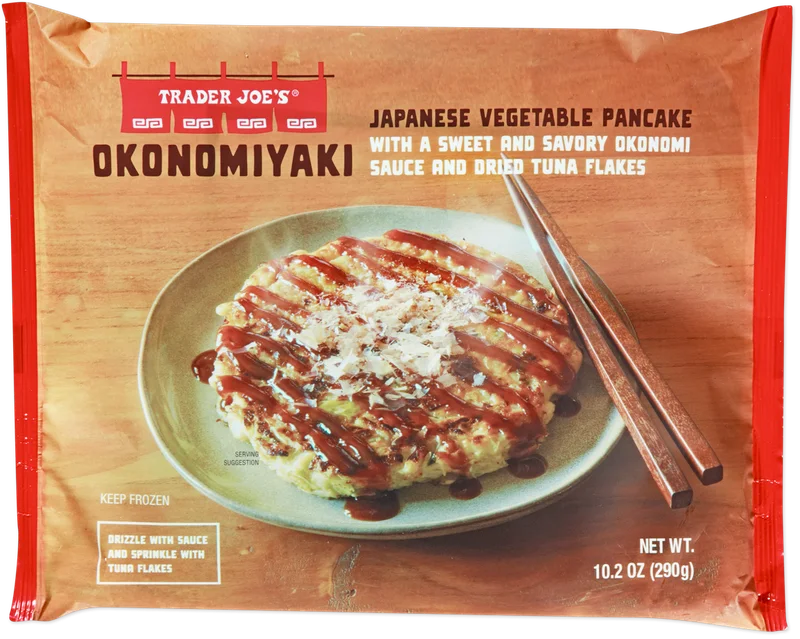 TRADER JOE'S®
OKONOMIYAKI
JAPANESE VEGETABLE PANCAKE
WITH A SWEET AND SAVORY OKONOMI
SAUCE AND DRIED TUNA FLAKES
SERVING
SUGGESTION
KEEP FROZEN
DRIZZLE WITH SAUCE
AND SPRINKLE WITH
TUNA FLAKES
NET WT.
10.2 OZ (290g)